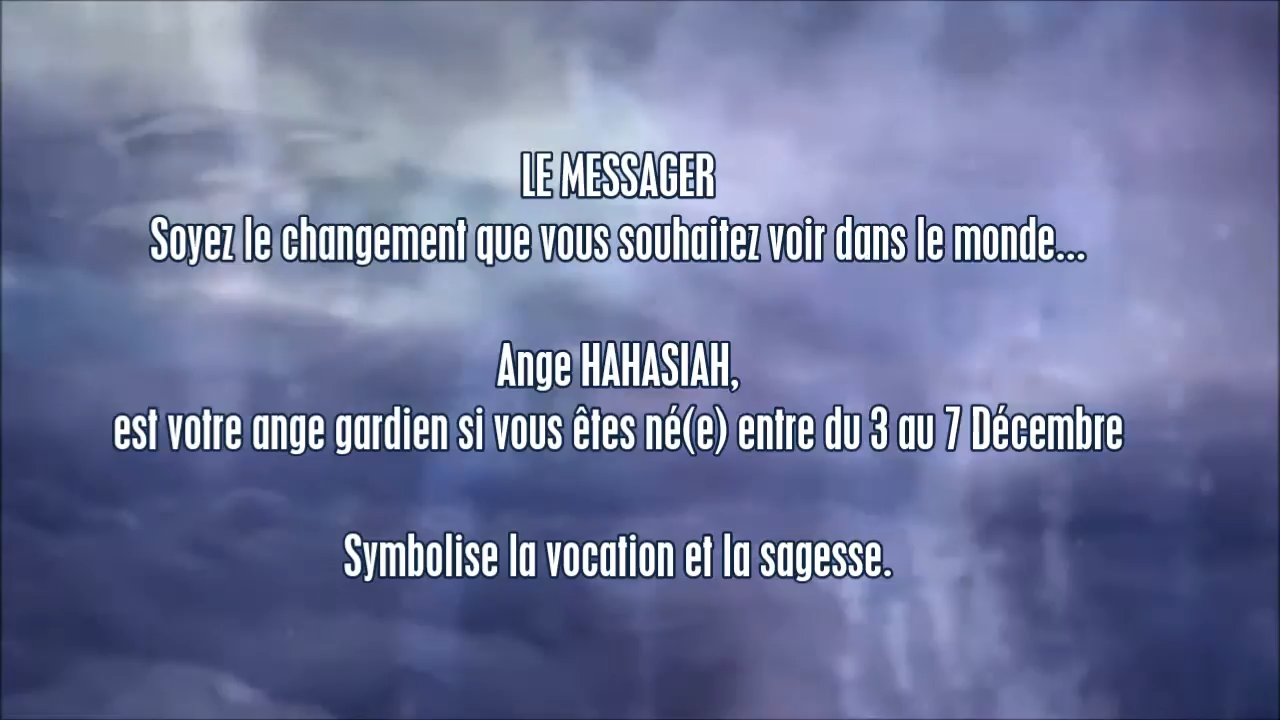 LE MESSAGER
Soyez le changement que vous souhaitez voir dans le monde...
Ange HAHASIAH,
est votre ange gardien si vous êtes né(e) entre du 3 au 7 Décembre
Symbolise la vocation et la sagesse.